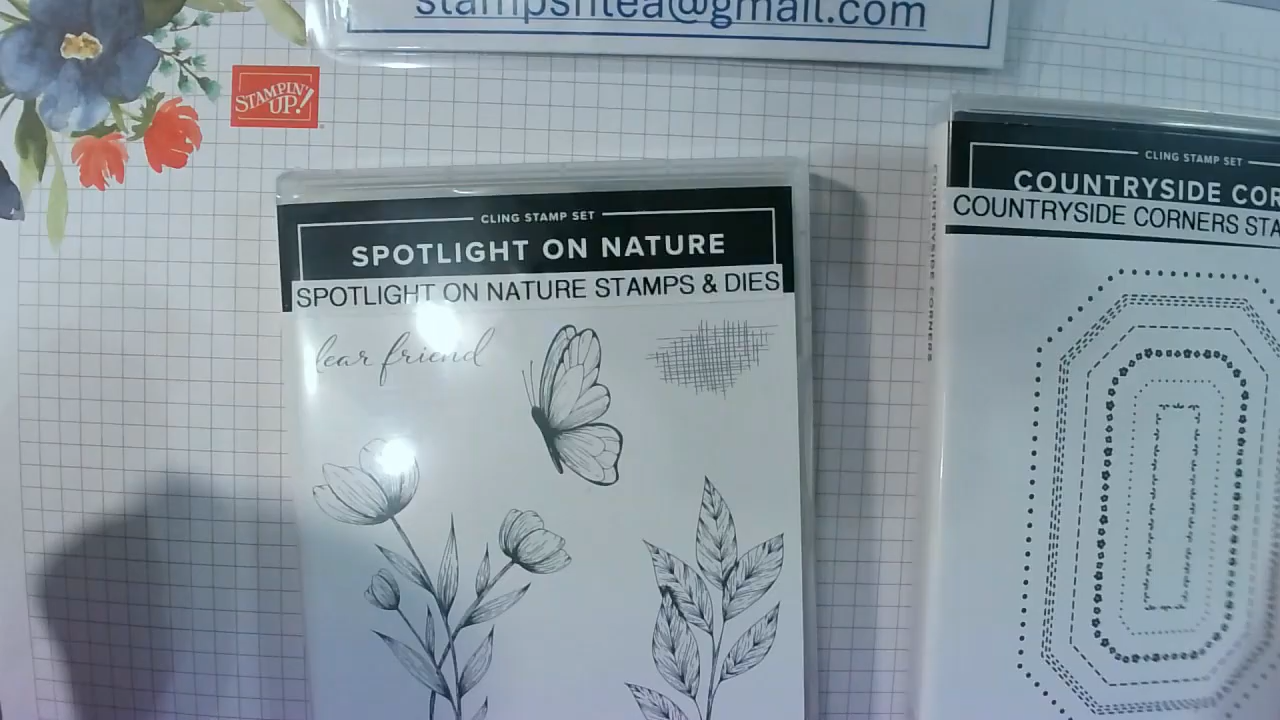 stampsntea@gmail.com
STAMPIN'
UP!
CLING STAMP SET
SPOTLIGHT ON NATURE
SPOTLIGHT ON NATURE STAMPS & DIES
dear friend
CLING STAMP SET
COUNTRYSIDE COR
COUNTRYSIDE CORNERS STA
COUNTRYSIDE CORNERS